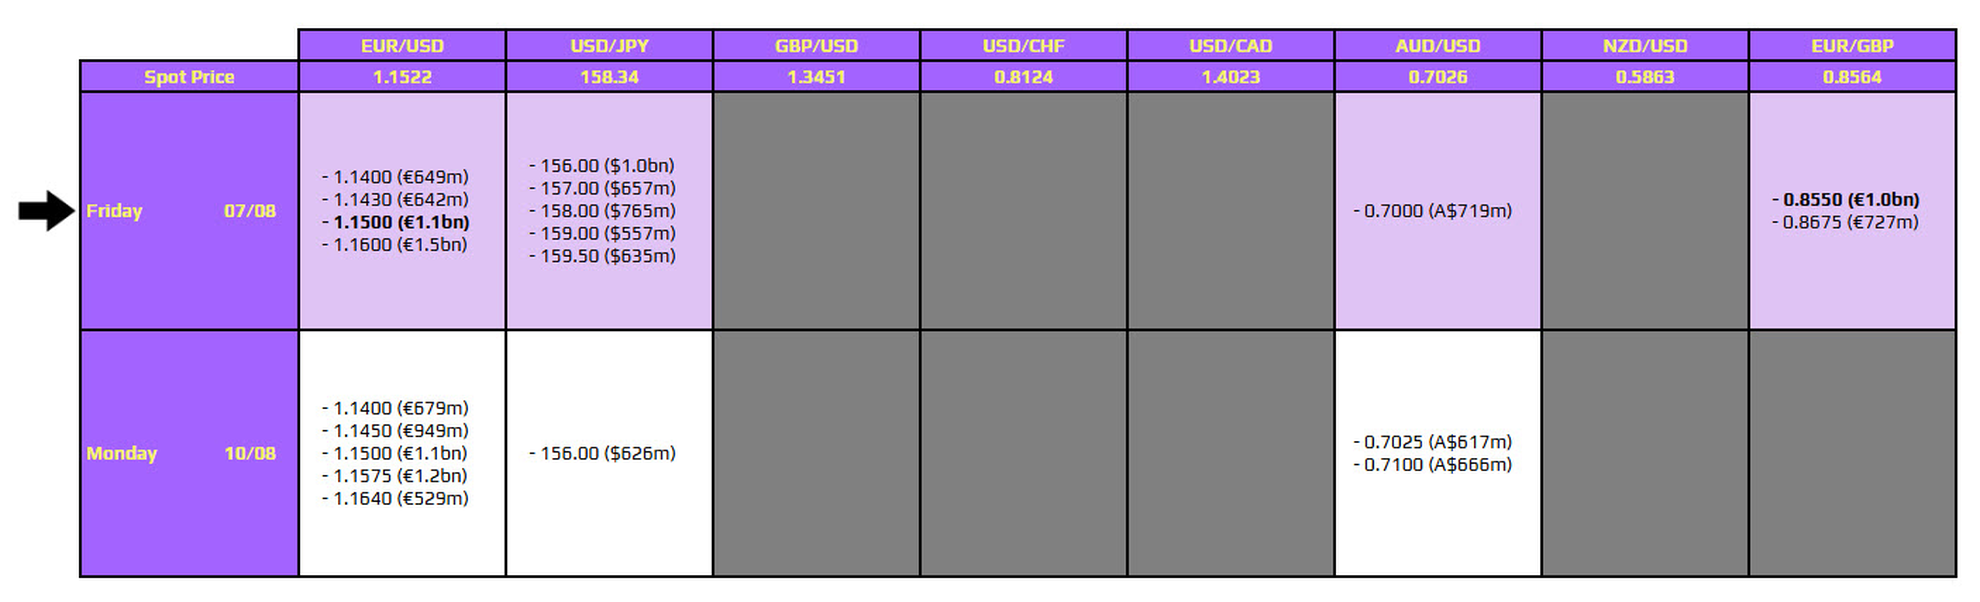 EUR/USD USD/JPY GBP/USD USD/CHF USD/CAD AUD/USD NZD/USD EUR/GBP
Spot Price 1.1522 158.34 1.3451 0.8124 1.4023 0.7026 0.5863 0.8564
Friday 07/08
- 1.1400 (€649m)
- 1.1430 (€642m)
- 1.1500 (€1.1bn)
- 1.1600 (€1.5bn)
- 156.00 ($1.0bn)
- 157.00 ($657m)
- 158.00 ($765m)
- 159.00 ($557m)
- 159.50 ($635m)
- 0.7000 (A$719m)
- 0.8550 (€1.0bn)
- 0.8675 (€727m)
Monday 10/08
- 1.1400 (€679m)
- 1.1450 (€949m)
- 1.1500 (€1.1bn)
- 1.1575 (€1.2bn)
- 1.1640 (€529m)
- 156.00 ($626m)
- 0.7025 (A$617m)
- 0.7100 (A$666m)